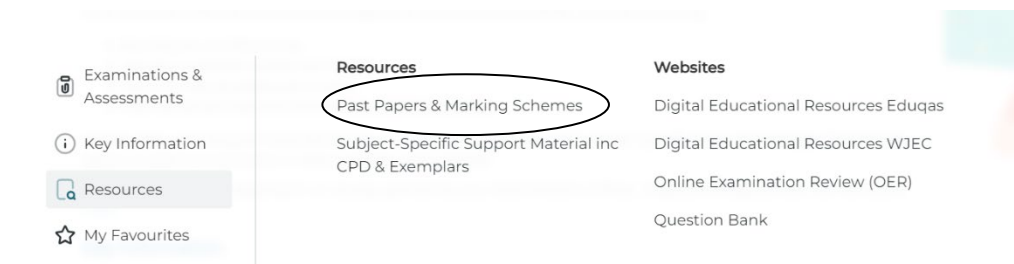 Examinations &
Assessments
Key Information
Resources
My Favourites
Resources
Past Papers & Marking Schemes
Subject-Specific Support Material inc
CPD & Exemplars
Websites
Digital Educational Resources Eduqas
Digital Educational Resources WJEC
Online Examination Review (OER)
Question Bank